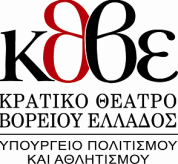 κθβε
ΚΡΑΤΙΚΟ ΘΕΑΤΡΟ
ΒΟΡΕΙΟΥ ΕΛΛΑΔΟΣ
ΥΠΟΥΡΓΕΙΟ ΠΟΛΙΤΙΣΜΟΥ
ΚΑΙ ΑΘΛΗΤΙΣΜΟΥ